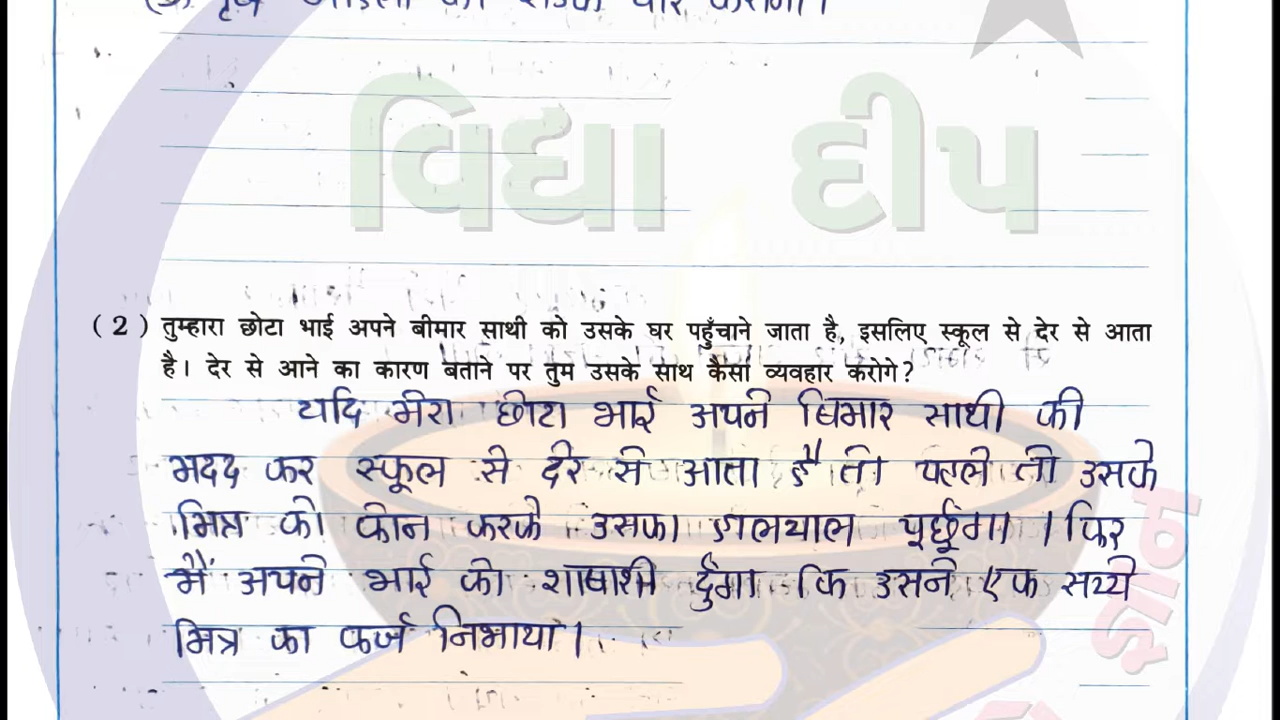 વિદ્યા દીપ
( 2 ) तुम्हारा छोटा भाई अपने बीमार साथी को उसके घर पहुँचाने जाता है, इसलिए स्कूल से देर से आता
है। देर से आने का कारण बताने पर तुम उसके साथ कैसा व्यवहार करोगे?
यदि मेरा छोटा भाई अपने बिमार साथी की
मदद कर स्कूल से देर से आता है तो पहले तो उसके
मित्र को फोन करके उसका हालचाल पूछूँगा । फिर
मैं अपने भाई को शाबाशी दुँगा कि उसने एक सच्चे
मित्र का फर्ज निभाया।